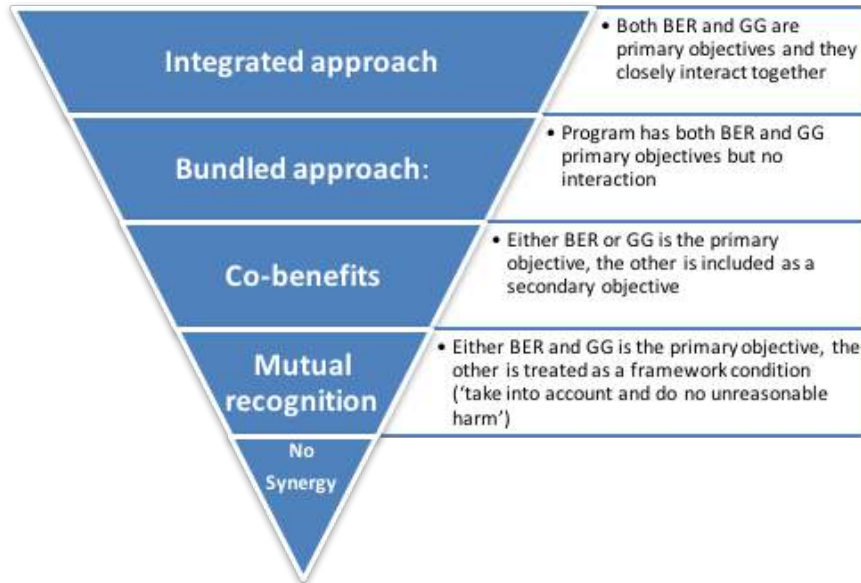 Integrated approach
• Both BER and GG are
primary objectives and they
closely interact together
Bundled approach:
• Program has both BER and GG
primary objectives but no
interaction
Co-benefits
• Either BER or GG is the primary
objective, the other is included as a
secondary objective
Mutual
recognition
• Either BER and GG is the primary objective, the
other is treated as a framework condition
(‘take into account and do no unreasonable
harm’)
No
Synergy